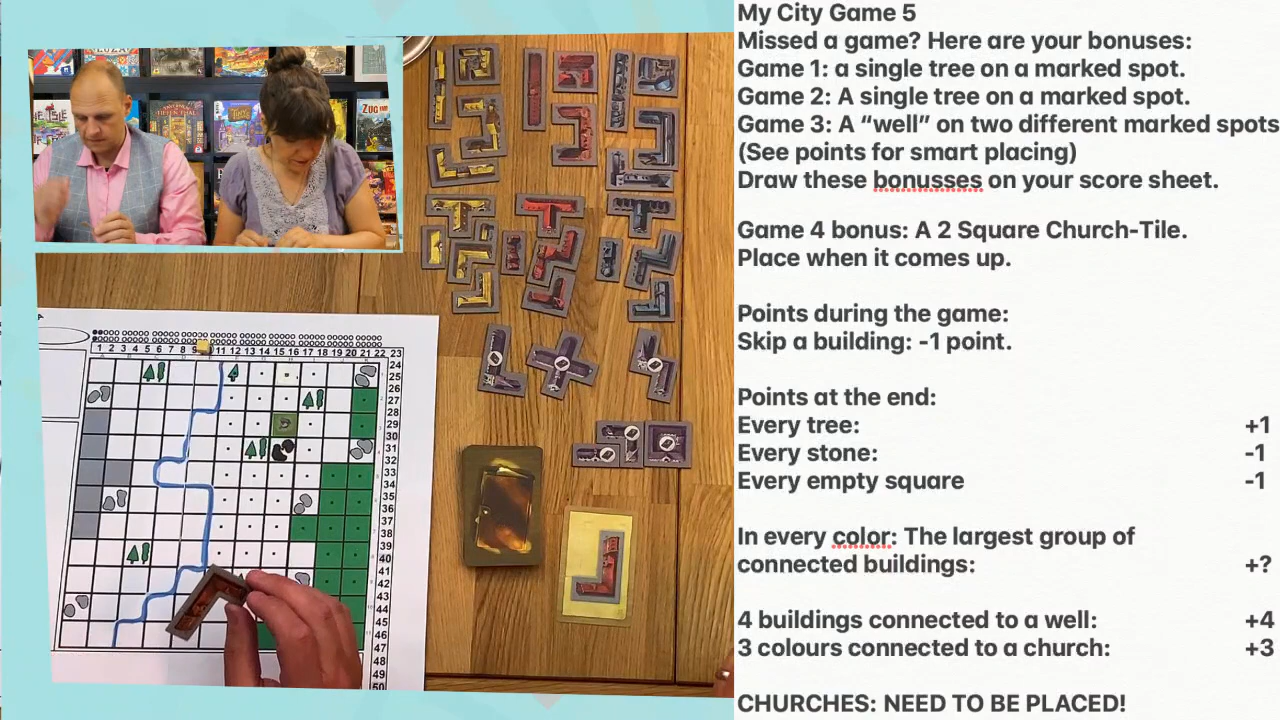 My City Game 5
Missed a game? Here are your bonuses:
Game 1: a single tree on a marked spot.
Game 2: A single tree on a marked spot.
Game 3: A “well” on two different marked spots
(See points for smart placing)
Draw these bonusses on your score sheet.
Game 4 bonus: A 2 Square Church-Tile.
Place when it comes up.
Points during the game:
Skip a building: -1 point.
Points at the end:
Every tree: +1
Every stone: -1
Every empty square -1
In every color: The largest group of
connected buildings: +?
4 buildings connected to a well: +4
3 colours connected to a church: +3
CHURCHES: NEED TO BE PLACED!
1 2 3 4 5 6 7 8 9 11 12 13 14 15 16 17 18 19 20 21 22 23
24
25
26
27
28
29
30
31
32
33
34
35
36
37
38
39
40
41
42
43
44
45
46
47
48
49
50